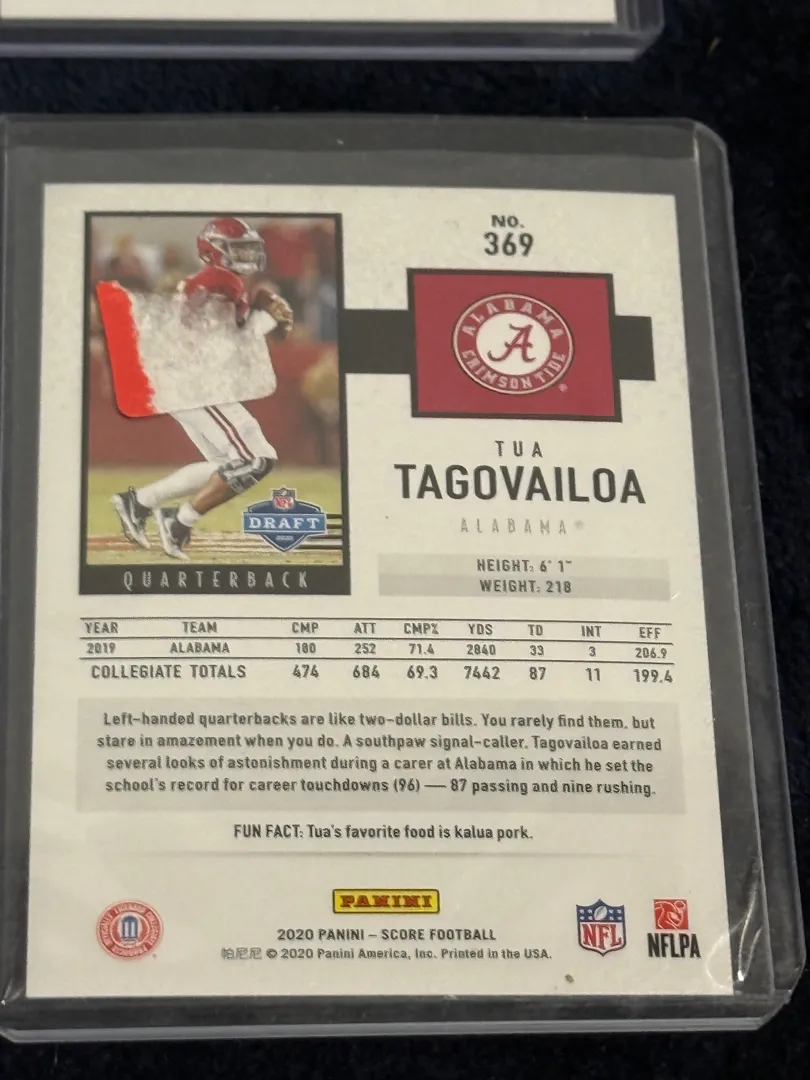 NO.
369
ALABAMA
A
CRIMSON TIDE
TUA
TAGOVAILOA
ALABAMA®
NFL
DRAFT
QUARTERBACK
HEIGHT: 6' 1"
WEIGHT: 218
YEAR TEAM CMP ATT CMP% YDS TD INT EFF
2019 ALABAMA 180 252 71.4 2840 33 3 206.9
COLLEGIATE TOTALS 474 684 69.3 7442 87 11 199.4
Left-handed quarterbacks are like two-dollar bills. You rarely find them, but
stare in amazement when you do. A southpaw signal-caller, Tagovailoa earned
several looks of astonishment during a carer at Alabama in which he set the
school's record for career touchdowns (96) — 87 passing and nine rushing.
FUN FACT: Tua's favorite food is kalua pork.
PANINI
2020 PANINI – SCORE FOOTBALL
帕尼尼 © 2020 Panini America, Inc. Printed in the USA.
NFL
NFLPA